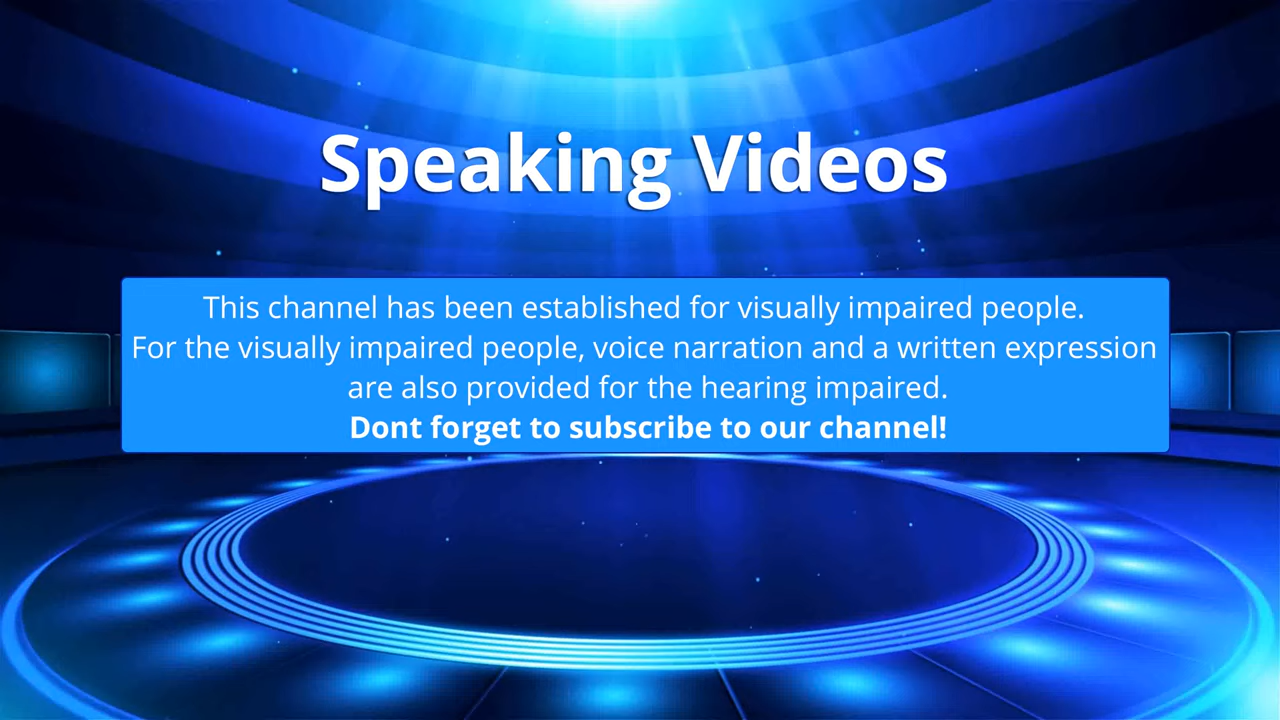 Speaking Videos
This channel has been established for visually impaired people.
For the visually impaired people, voice narration and a written expression
are also provided for the hearing impaired.
Dont forget to subscribe to our channel!